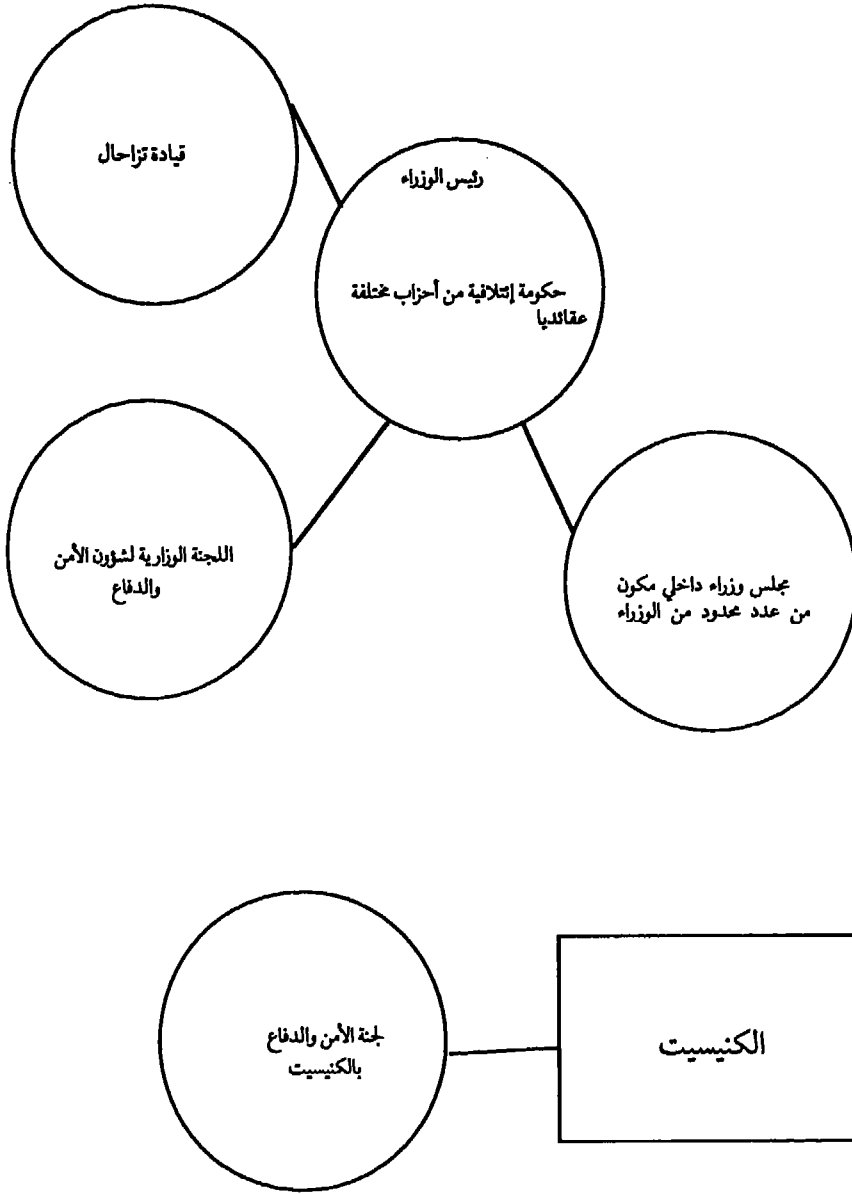 قيادة تزاحال
رئيس الوزراء
حكومة إئتلافية من أحزاب مختلفة
عقائديا
اللجنة الوزارية لشؤون الأمن
والدفاع
مجلس وزراء داخلي مكون
من عدد محدود من الوزراء
لجنة الأمن والدفاع
بالكنيسيت
الكنيسيت